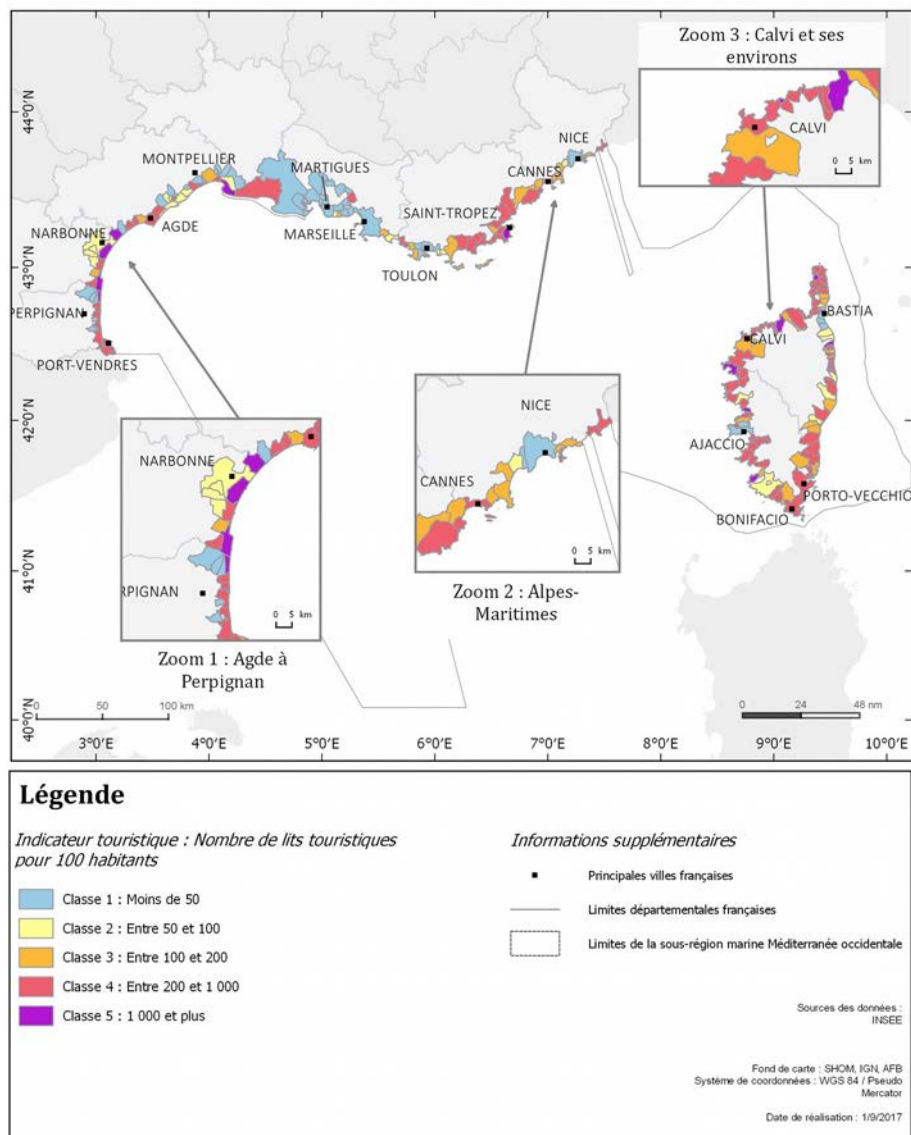 Zoom 3 : Calvi et ses
environs
CALVI
0 5 km
44°0'N
43°0'N
42°0'N
41°0'N
40°0'N
NICE
MONTPELLIER
MARTIGUES
CANNES
SAINT-TROPEZ
AGDE
MARSEILLE
NARBONNE
TOULON
PERPIGNAN
BASTIA
PORT-VENDRES
CALVI
AJACCIO
PORTO-VECCHIO
BONIFACIO
NARBONNE
RPIGNAN
0 5 km
Zoom 1 : Agde à
Perpignan
NICE
CANNES
0 5 km
Zoom 2 : Alpes-
Maritimes
0 50 100 km
0 24 48 nm
3°0'E 4°0'E 5°0'E 6°0'E 7°0'E 8°0'E 9°0'E 10°0'E
Légende
Indicateur touristique : Nombre de lits touristiques
pour 100 habitants
Classe 1 : Moins de 50
Classe 2 : Entre 50 et 100
Classe 3 : Entre 100 et 200
Classe 4 : Entre 200 et 1 000
Classe 5 : 1 000 et plus
Informations supplémentaires
Principales villes françaises
Limites départementales françaises
Limites de la sous-région marine Méditerranée occidentale
Sources des données :
INSEE
Fond de carte : SHOM, IGN, AFB
Système de coordonnées : WGS 84 / Pseudo
Mercator
Date de réalisation : 1/9/2017